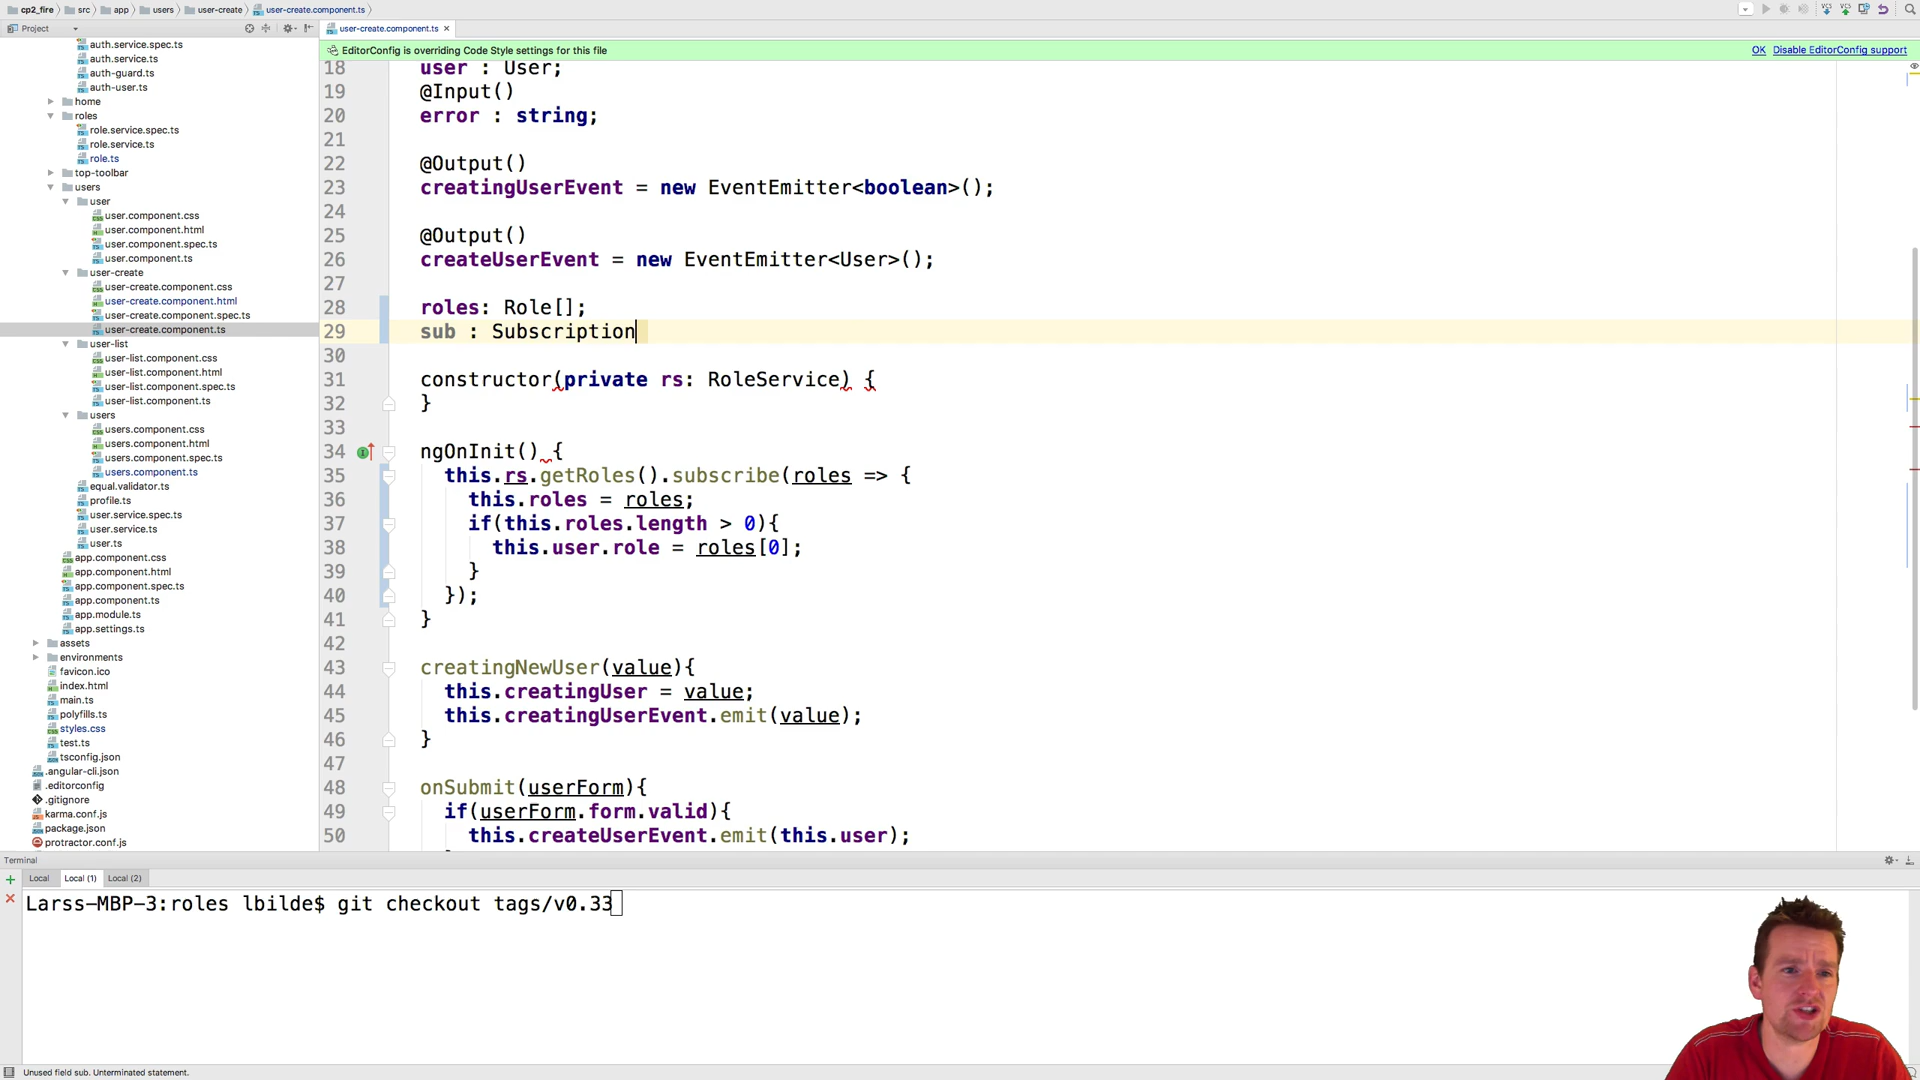 cp2_fire src app users user-create user-create.component.ts
Project
user-create.component.ts
EditorConfig is overriding Code Style settings for this file
OK Disable EditorConfig support
auth.service.spec.ts
auth.service.ts
auth-guard.ts
auth-user.ts
home
roles
role.service.spec.ts
role.service.ts
role.ts
top-toolbar
users
user
user.component.css
user.component.html
user.component.spec.ts
user.component.ts
user-create
user-create.component.css
user-create.component.html
user-create.component.spec.ts
user-create.component.ts
user-list
user-list.component.css
user-list.component.html
user-list.component.spec.ts
user-list.component.ts
users
users.component.css
users.component.html
users.component.spec.ts
users.component.ts
equal.validator.ts
profile.ts
user.service.spec.ts
user.service.ts
user.ts
app.component.css
app.component.html
app.component.spec.ts
app.component.ts
app.module.ts
app.settings.ts
assets
environments
favicon.ico
index.html
main.ts
polyfills.ts
styles.css
test.ts
tsconfig.json
.angular-cli.json
.editorconfig
.gitignore
karma.conf.js
package.json
protractor.conf.js
18 user : User;
19 @Input()
20 error : string;
21
22 @Output()
23 creatingUserEvent = new EventEmitter<boolean>();
24
25 @Output()
26 createUserEvent = new EventEmitter<User>();
27
28 roles: Role[];
29 sub : Subscription
30
31 constructor(private rs: RoleService) {
32 }
33
34 ngOnInit() {
35 this.rs.getRoles().subscribe(roles => {
36 this.roles = roles;
37 if(this.roles.length > 0){
38 this.user.role = roles[0];
39 }
40 });
41 }
42
43 creatingNewUser(value){
44 this.creatingUser = value;
45 this.creatingUserEvent.emit(value);
46 }
47
48 onSubmit(userForm){
49 if(userForm.form.valid){
50 this.createUserEvent.emit(this.user);
Terminal
Local Local (1) Local (2)
Larss-MBP-3:roles lbilde$ git checkout tags/v0.33
Unused field sub. Unterminated statement.